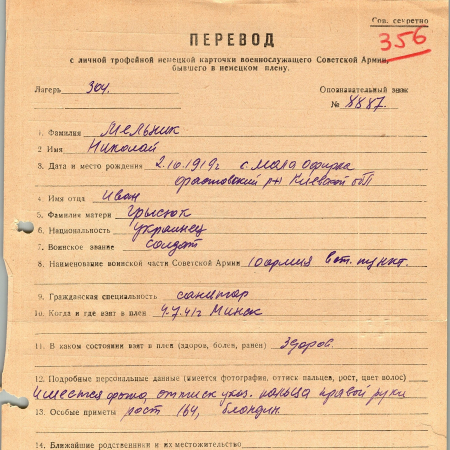 Сов. секретно
356
ПЕРЕВОД
с личной трофейной немецкой карточки военнослужащего Советской Армии,
бывшего в немецком плену.
Лагерь 304. Опознавательный знак
№ 8887.
1. Фамилия Мельник
2 Имя Николай
3. Дата и место рождения 2.10.1919г с Мала Офирка
фастовский р-н Киевской обл
4. Имя отца Иван
5. Фамилия матери Грысюк
6. Национальность украинец
7. Воинское звание солдат
8. Наименование воинской части Советской Армии 10 армия вет. пункт.
9. Гражданская специальность санитар
10. Когда и где взят в плен 4.7.41г Минск
11. В каком состоянии взят в плен (здоров, болен, ранен) Здоров.
12. Подробные персональные данные (имеется фотография, оттиск пальцев, рост, цвет волос)
Имеется фото, оттиск указ. пальца правой руки
13. Особые приметы рост 164, блондин
14. Ближайшие родственники и их местожительство